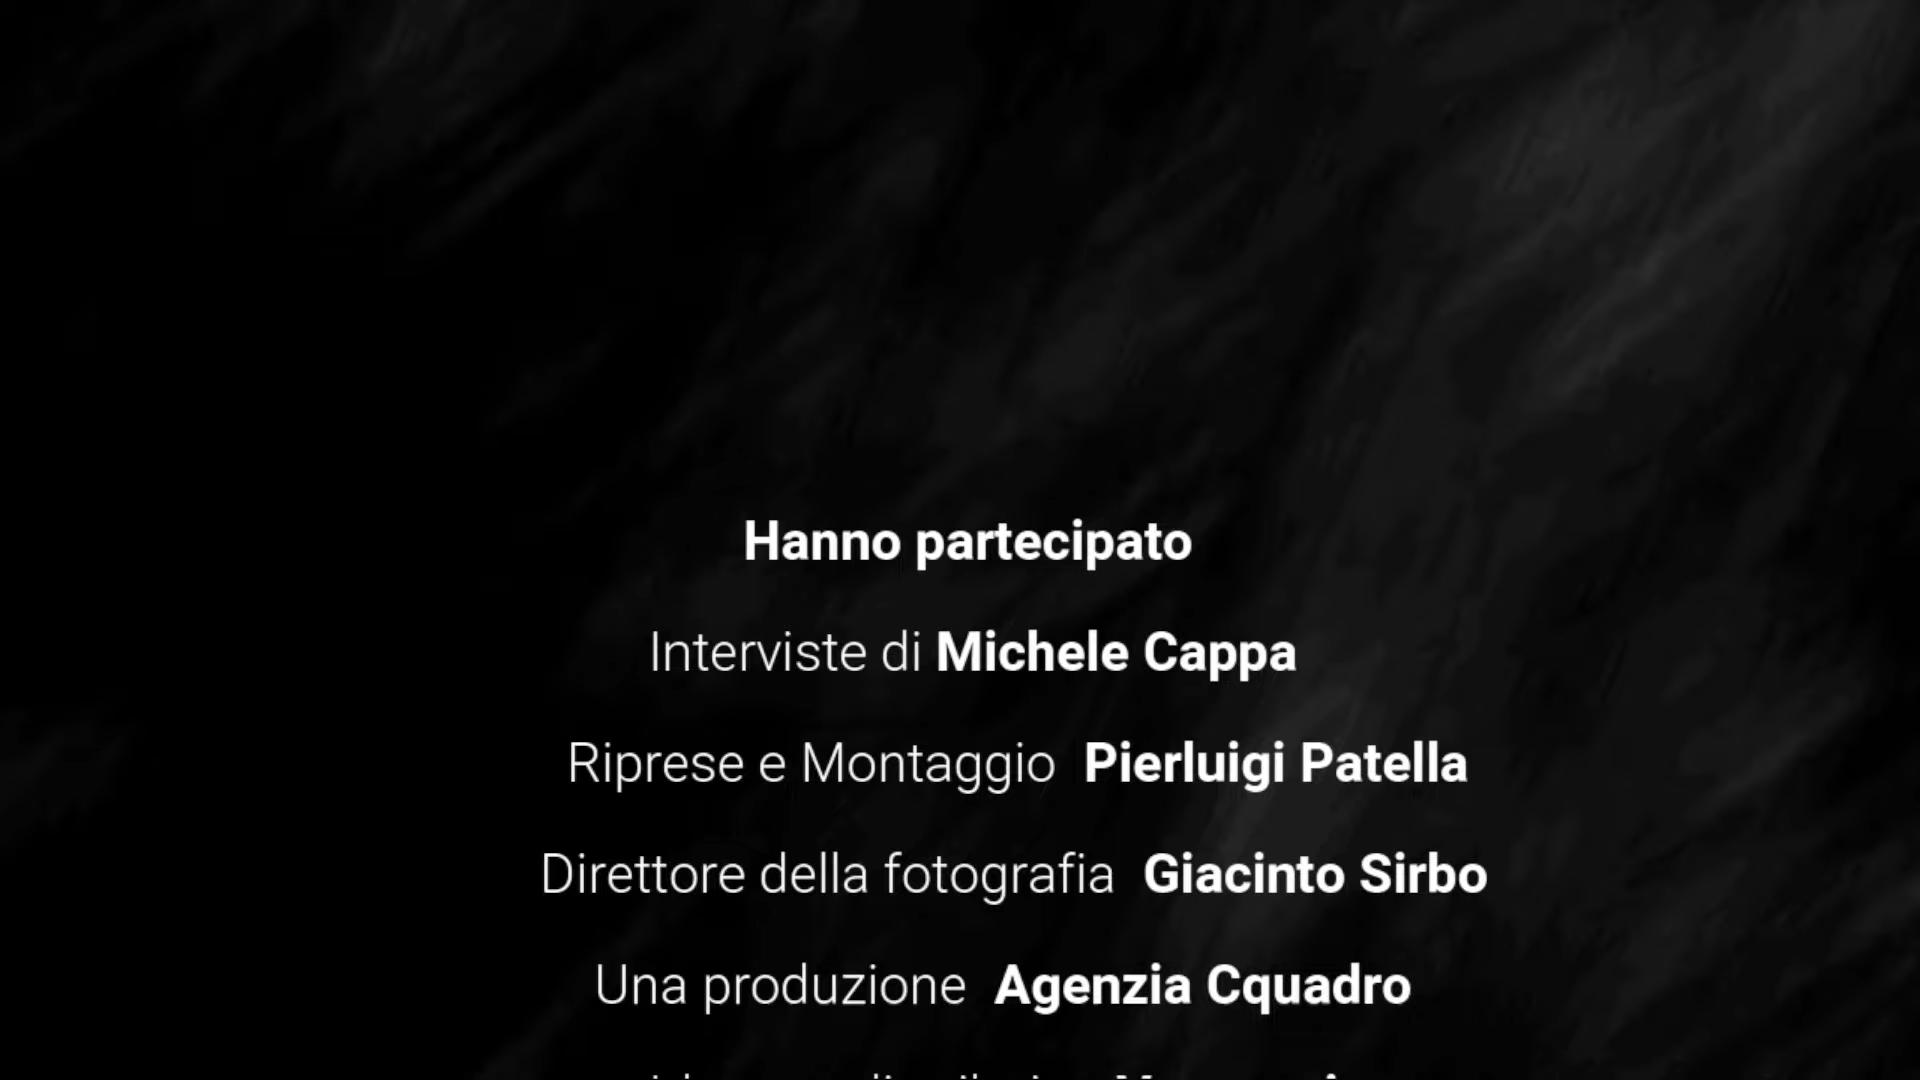 Hanno partecipato
Interviste di Michele Cappa
Riprese e Montaggio Pierluigi Patella
Direttore della fotografia Giacinto Sirbo
Una produzione Agenzia Cquadro